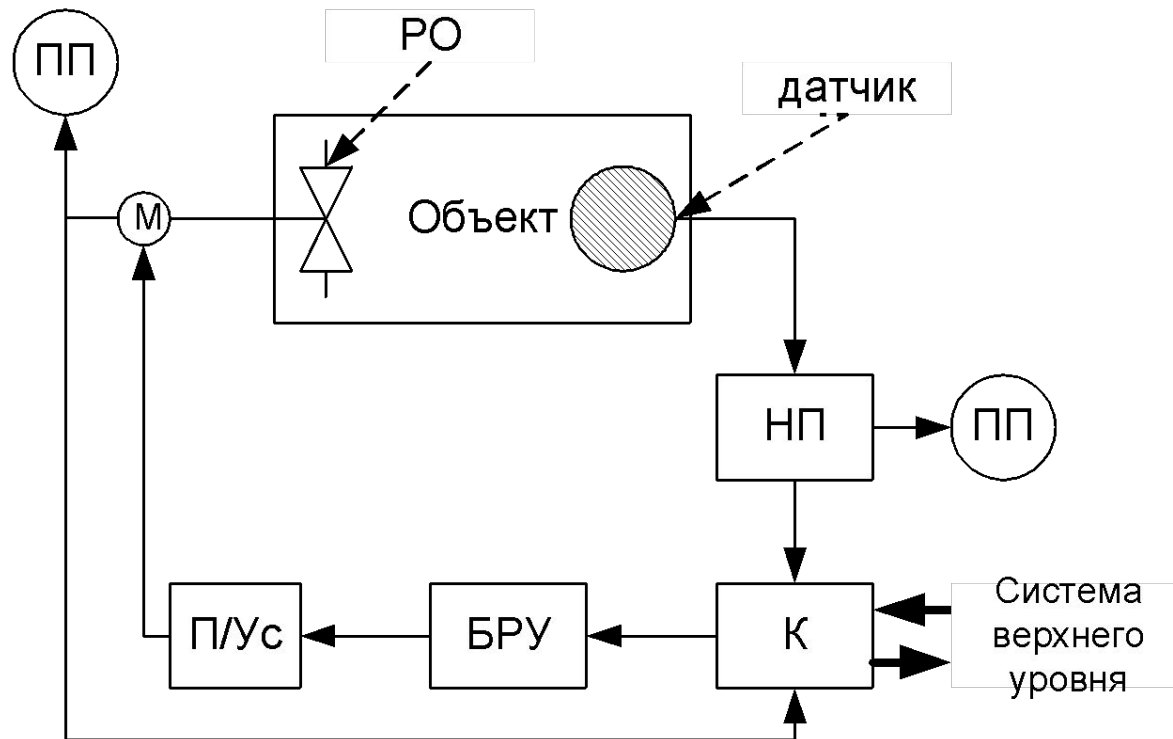 ПП
РО
датчик
М
Объект
НП
ПП
П/Ус
БРУ
К
Система
верхнего
уровня